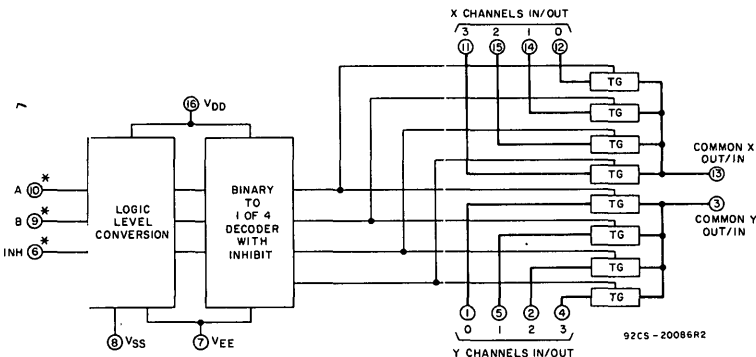 X CHANNELS IN/OUT
3 2 1 0
11 15 14 12
TG
TG
TG
TG
COMMON X
OUT/IN
13
16 VDD
A 10 *
B 9 *
INH 6 *
LOGIC
LEVEL
CONVERSION
BINARY
TO
1 OF 4
DECODER
WITH
INHIBIT
TG
TG
TG
TG
3
COMMON Y
OUT/IN
8 VSS
7 VEE
1 5 2 4
0 1 2 3
Y CHANNELS IN/OUT
92CS-20086R2